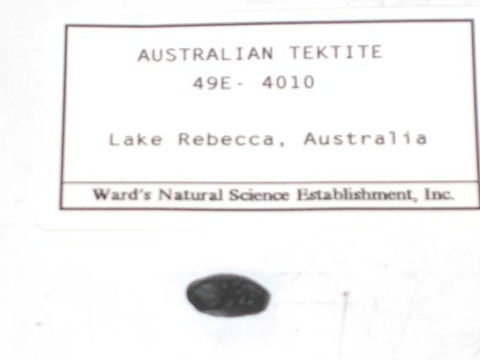 AUSTRALIAN TEKTITE
49E- 4010
Lake Rebecca, Australia
Ward's Natural Science Establishment, Inc.